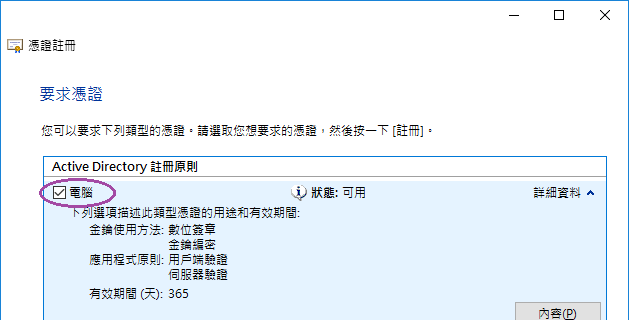 憑證註冊
要求憑證
您可以要求下列類型的憑證。請選取您想要求的憑證，然後按一下 [註冊]。
Active Directory 註冊原則
電腦 狀態: 可用 詳細資料
下列選項描述此類型憑證的用途和有效期間:
金鑰使用方法: 數位簽章
金鑰編密
應用程式原則: 用戶端驗證
伺服器驗證
有效期間 (天): 365
內容(P)